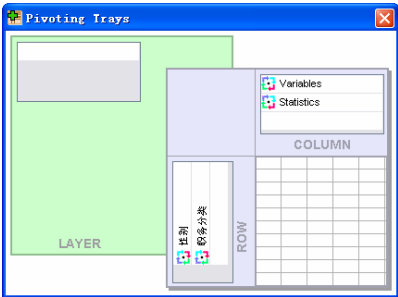 Pivoting Trays
Variables
Statistics
COLUMN
性别
职务分类
ROW
LAYER